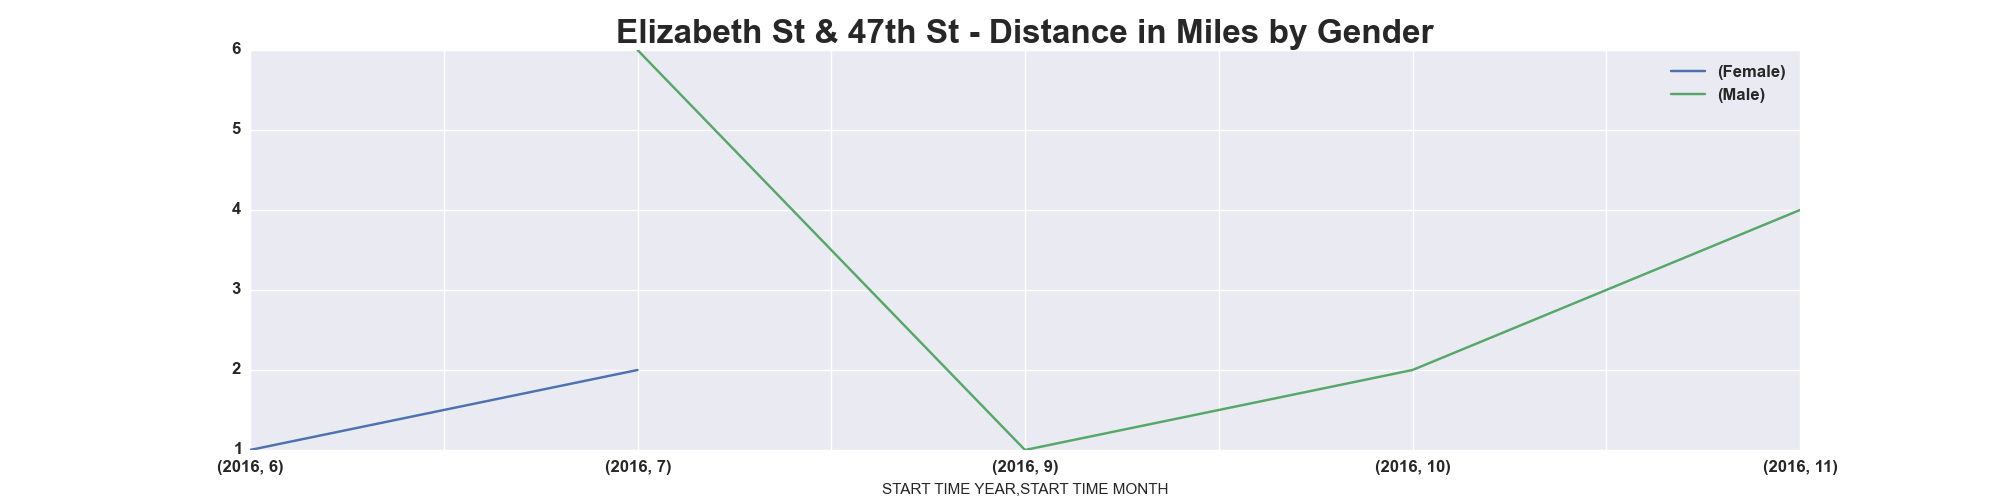 Elizabeth St & 47th St - Distance in Miles by Gender
6
5
4
3
2
1
(Female)
(Male)
(2016, 6) (2016, 7) (2016, 9) (2016, 10) (2016, 11)
START TIME YEAR,START TIME MONTH